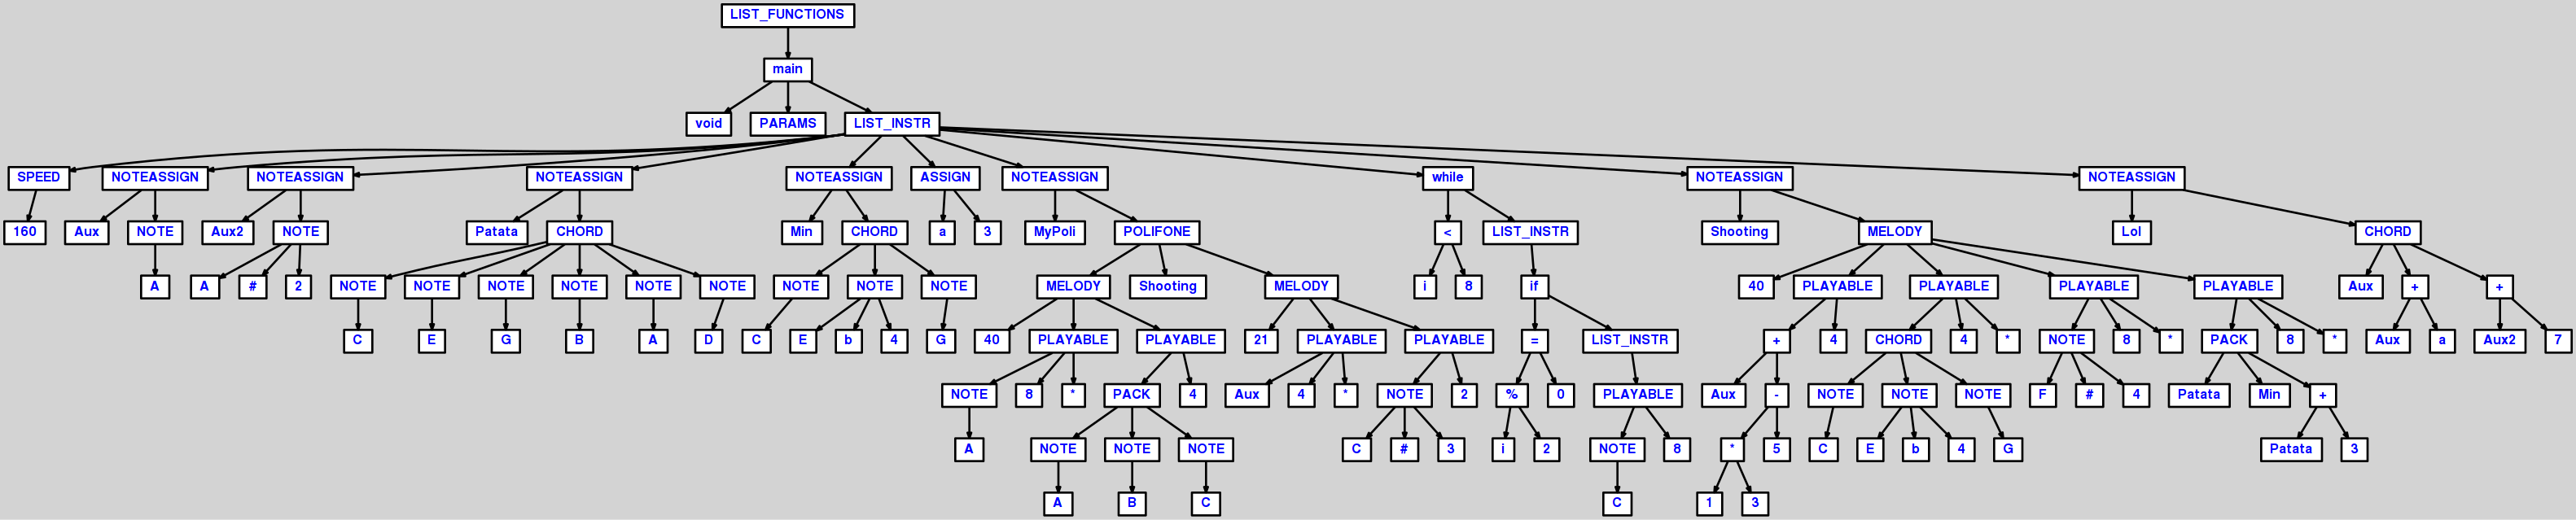 LIST_FUNCTIONS
main
void PARAMS LIST_INSTR
SPEED NOTEASSIGN NOTEASSIGN NOTEASSIGN NOTEASSIGN ASSIGN NOTEASSIGN while NOTEASSIGN NOTEASSIGN
160 Aux NOTE Aux2 NOTE Patata CHORD Min CHORD a 3 MyPoli POLIFONE < LIST_INSTR Shooting MELODY Lol CHORD
A A # 2 NOTE NOTE NOTE NOTE NOTE NOTE NOTE NOTE NOTE MELODY Shooting MELODY i 8 if 40 PLAYABLE PLAYABLE PLAYABLE PLAYABLE Aux + +
C E G B A D C E b 4 G 40 PLAYABLE PLAYABLE 21 PLAYABLE PLAYABLE = LIST_INSTR + 4 CHORD 4 * NOTE 8 * PACK 8 * Aux a Aux2 7
NOTE 8 * PACK 4 Aux 4 * NOTE 2 % 0 PLAYABLE Aux - NOTE NOTE NOTE F # 4 Patata Min +
A NOTE NOTE NOTE C # 3 i 2 NOTE 8 * 5 C E b 4 G Patata 3
A B C C 1 3